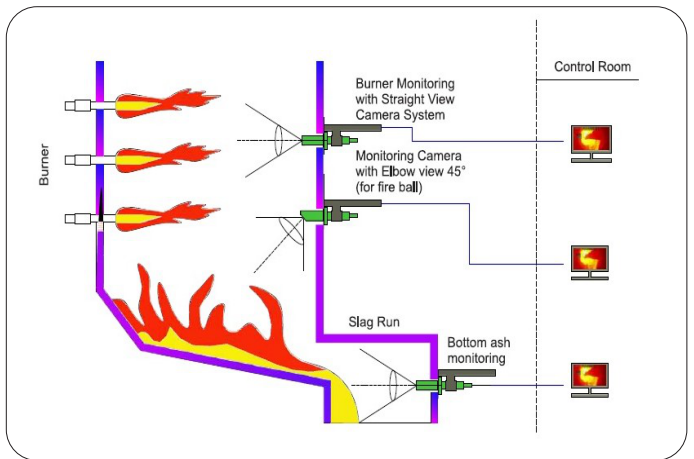 Control Room
Burner Monitoring
with Straight View
Camera System
Monitoring Camera
with Elbow view 45°
(for fire ball)
Burner
Slag Run
Bottom ash
monitoring